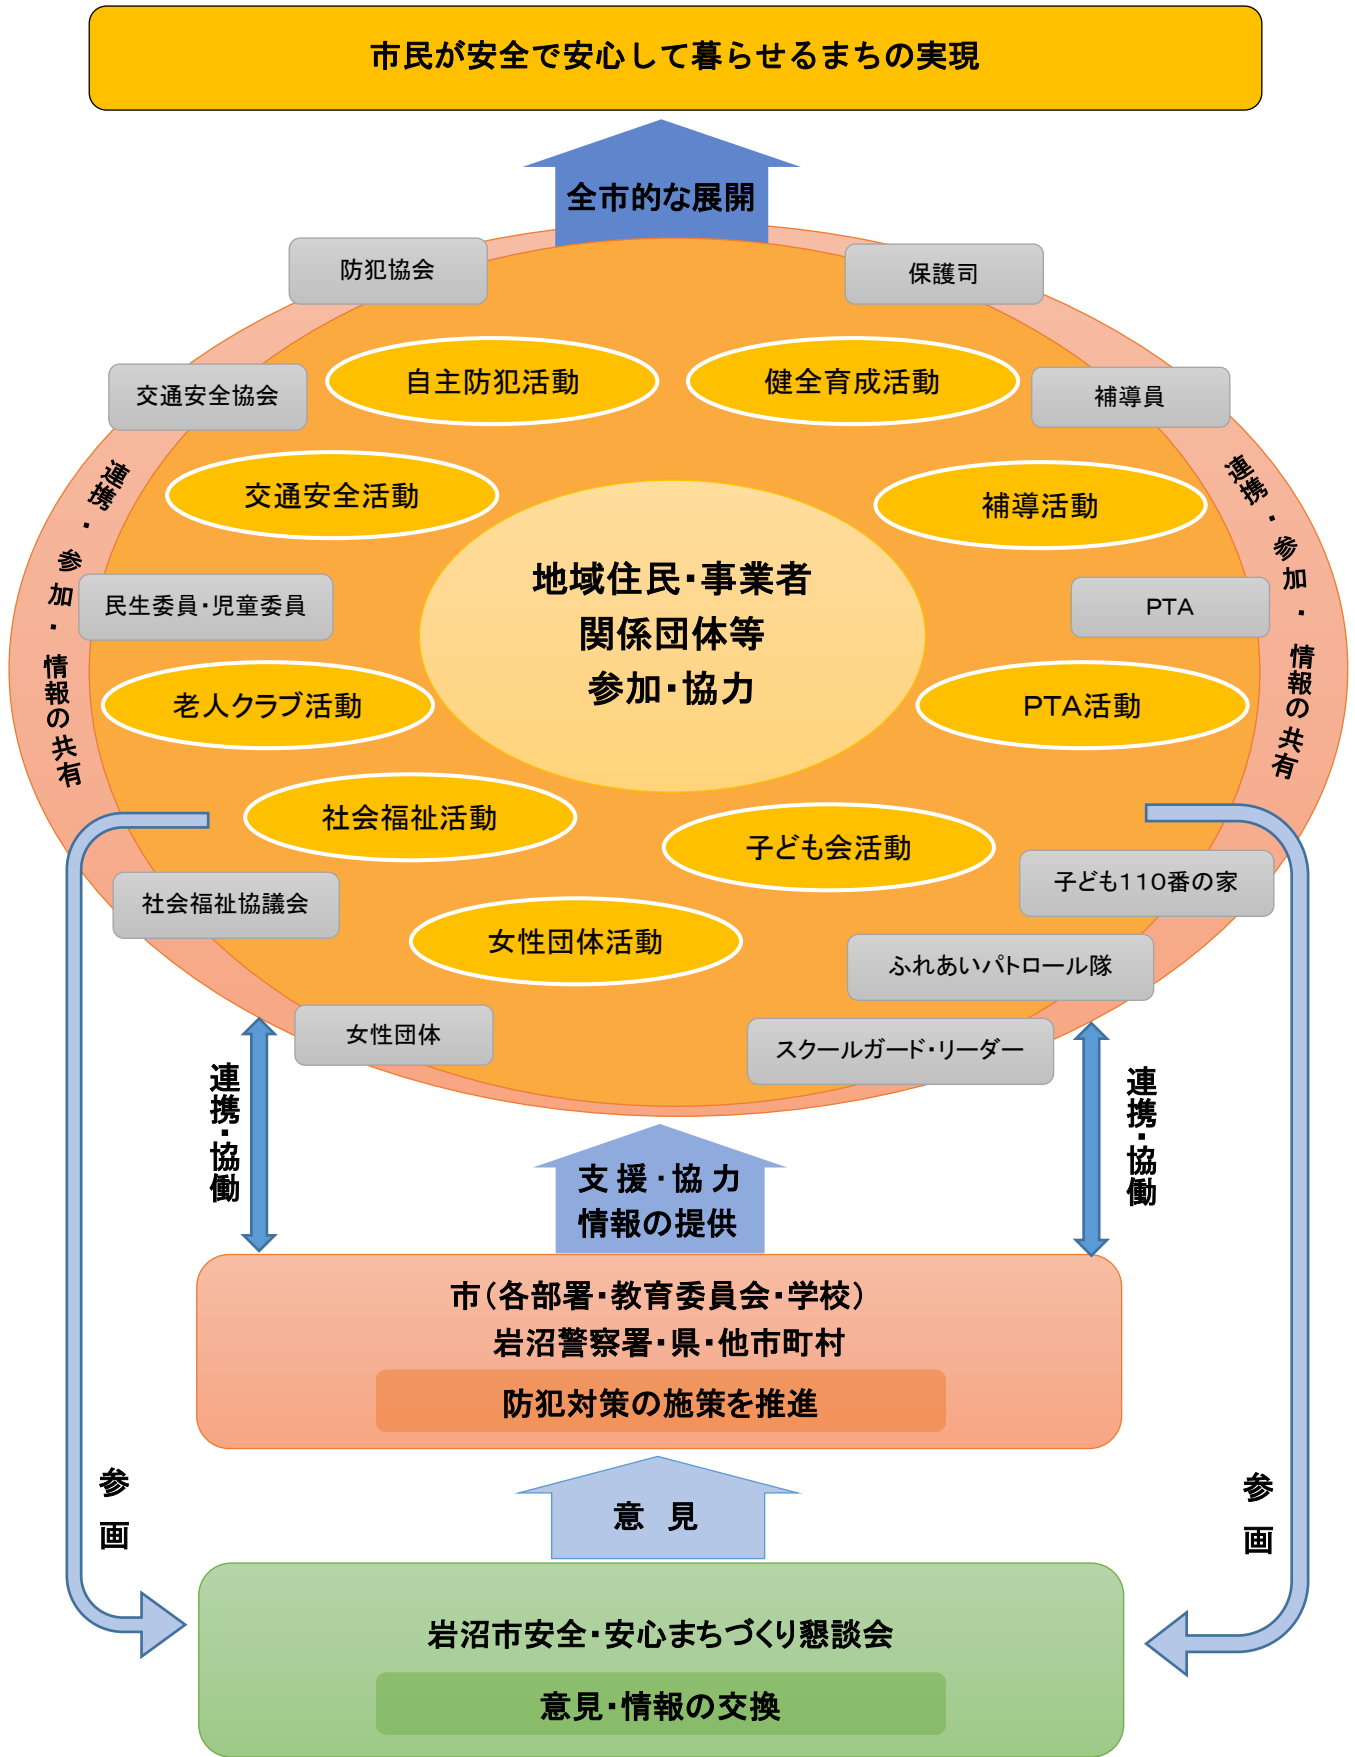 市民が安全で安心して暮らせるまちの実現
全市的な展開
防犯協会
保護司
自主防犯活動
健全育成活動
交通安全協会
補導員
連携・参加・情報の共有
連携・参加・情報の共有
交通安全活動
補導活動
地域住民・事業者
関係団体等
参加・協力
民生委員・児童委員
PTA
老人クラブ活動
PTA活動
社会福祉活動
子ども会活動
子ども110番の家
社会福祉協議会
女性団体活動
ふれあいパトロール隊
女性団体
スクールガード・リーダー
連携・協働
連携・協働
支援・協力
情報の提供
市(各部署・教育委員会・学校)
岩沼警察署・県・他市町村
防犯対策の施策を推進
参画
参画
意 見
岩沼市安全・安心まちづくり懇談会
意見・情報の交換